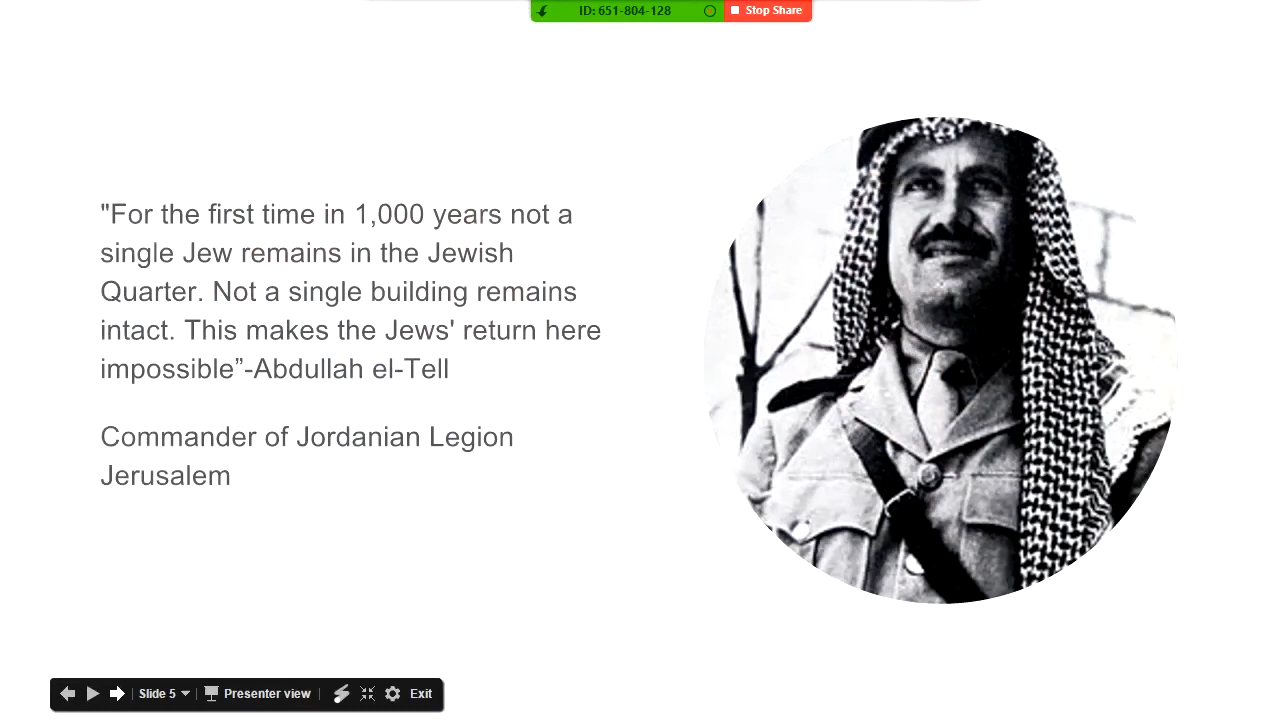 ID: 651-804-128
Stop Share
"For the first time in 1,000 years not a
single Jew remains in the Jewish
Quarter. Not a single building remains
intact. This makes the Jews' return here
impossible”-Abdullah el-Tell
Commander of Jordanian Legion
Jerusalem
Slide 5
Presenter view
Exit